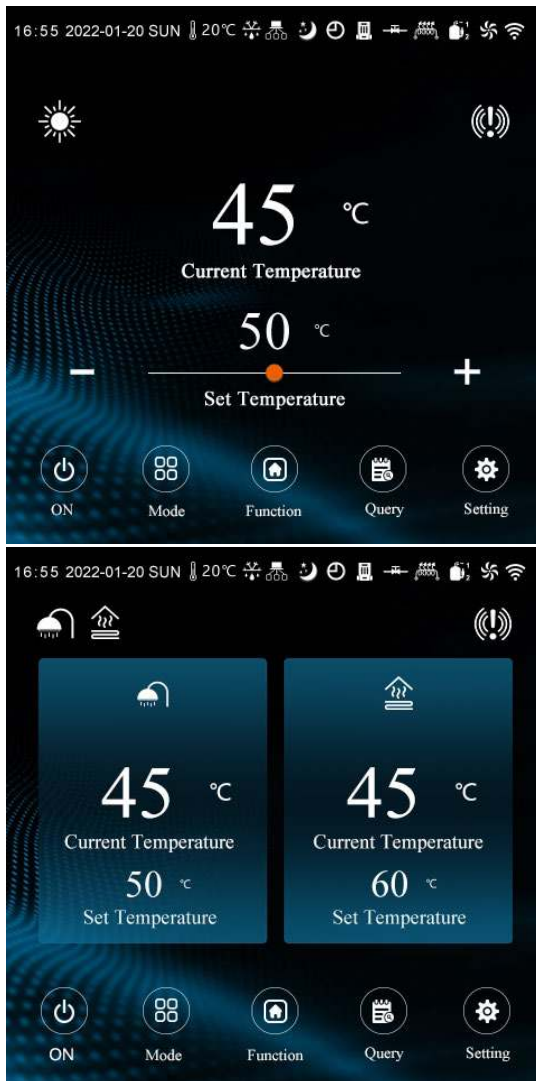 16:55 2022-01-20 SUN 20℃
45 ℃
Current Temperature
50 ℃
− +
Set Temperature
ON Mode Function Query Setting
16:55 2022-01-20 SUN 20℃
45 ℃ 45 ℃
Current Temperature Current Temperature
50 ℃ 60 ℃
Set Temperature Set Temperature
ON Mode Function Query Setting